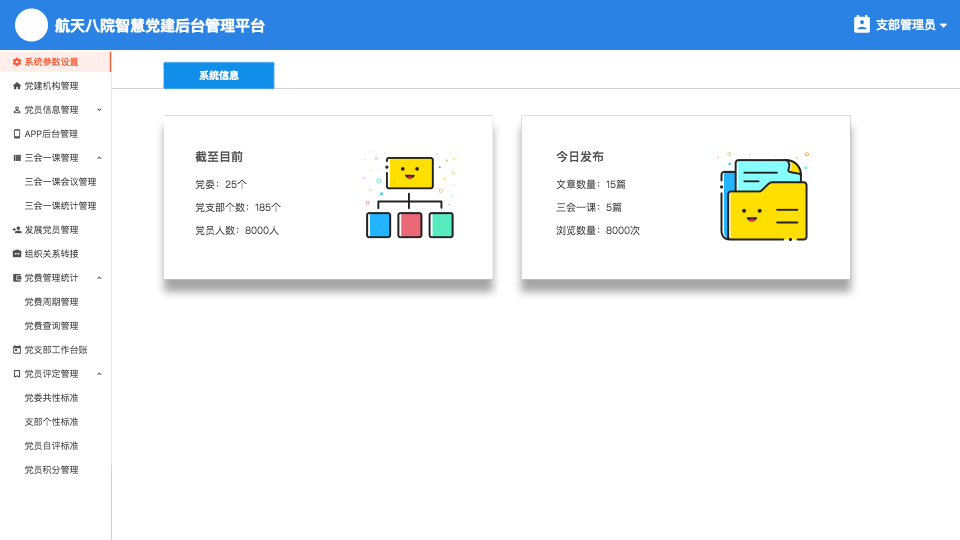 航天八院智慧党建后台管理平台
支部管理员
系统参数设置
党建机构管理
党员信息管理
APP后台管理
三会一课管理
三会一课会议管理
三会一课统计管理
发展党员管理
组织关系转接
党费管理统计
党费周期管理
党费查询管理
党支部工作台账
党员评定管理
党委共性标准
支部个性标准
党员自评标准
党员积分管理
系统信息
截至目前
党委：25个
党支部个数：185个
党员人数：8000人
今日发布
文章数量：15篇
三会一课：5篇
浏览数量：8000次